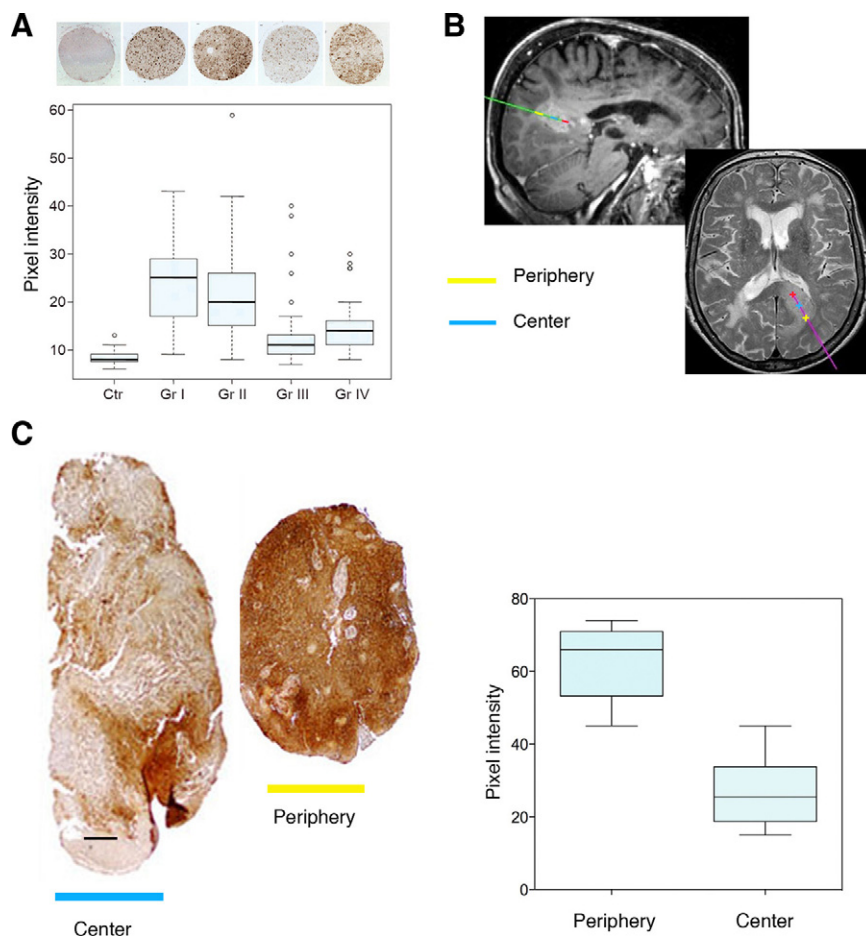 A
60
50
40
30
20
10
Pixel intensity
Ctr Gr I Gr II Gr III Gr IV
B
Periphery
Center
C
Center
Periphery
80
60
40
20
0
Pixel intensity
Periphery Center